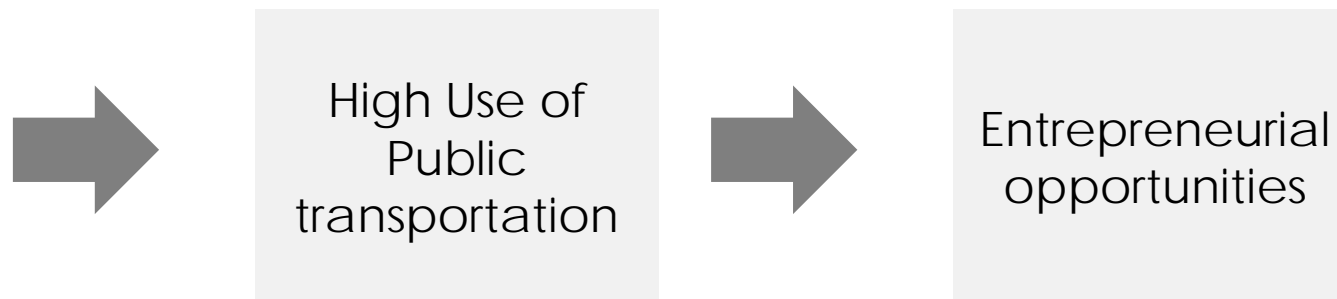 High Use of
Public
transportation
Entrepreneurial
opportunities